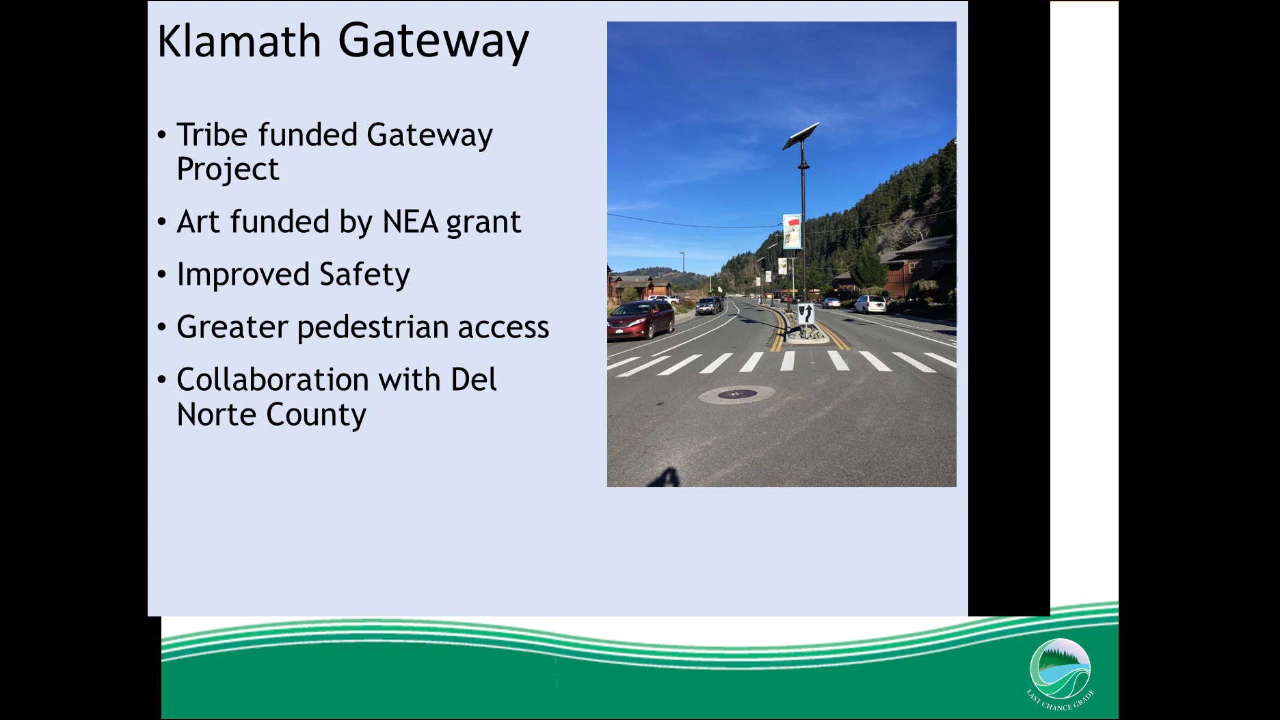 Klamath Gateway
• Tribe funded Gateway
Project
• Art funded by NEA grant
• Improved Safety
• Greater pedestrian access
• Collaboration with Del
Norte County
LAST CHANCE GRADE